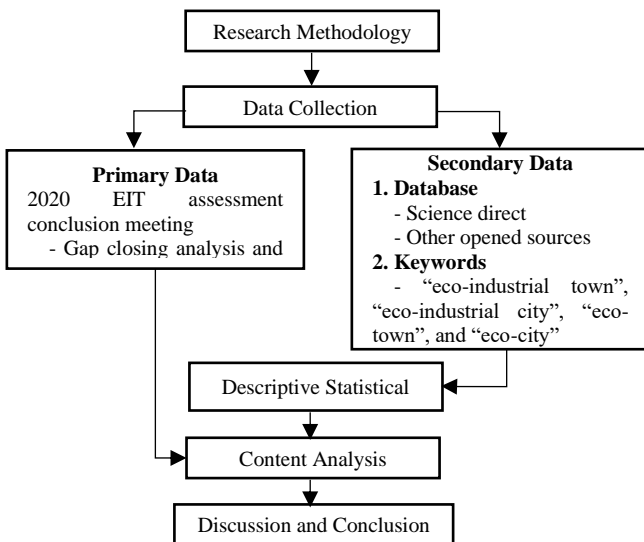 Research Methodology
Data Collection
Primary Data
2020 EIT assessment
conclusion meeting
- Gap closing analysis and
Secondary Data
1. Database
- Science direct
- Other opened sources
2. Keywords
- “eco-industrial town”,
“eco-industrial city”, “eco-
town”, and “eco-city”
Descriptive Statistical
Content Analysis
Discussion and Conclusion